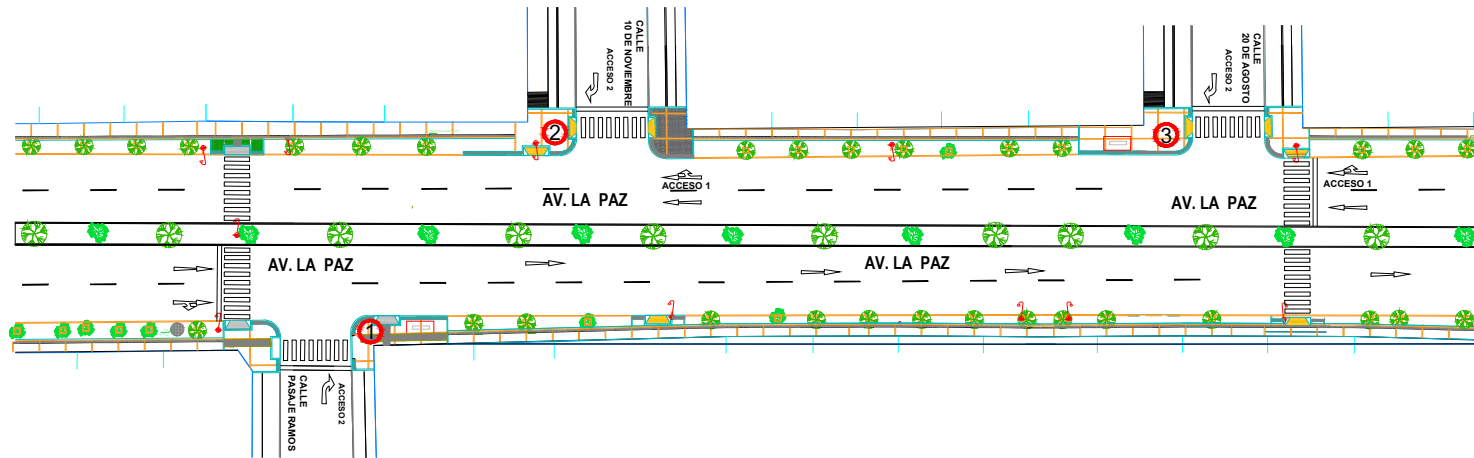 CALLE
10 DE NOVIEMBRE
ACCESO 2
CALLE
20 DE AGOSTO
ACCESO 2
2
3
ACCESO 1
ACCESO 1
AV. LA PAZ
AV. LA PAZ
AV. LA PAZ
AV. LA PAZ
1
CALLE
PASAJE RAMOS
ACCESO 2